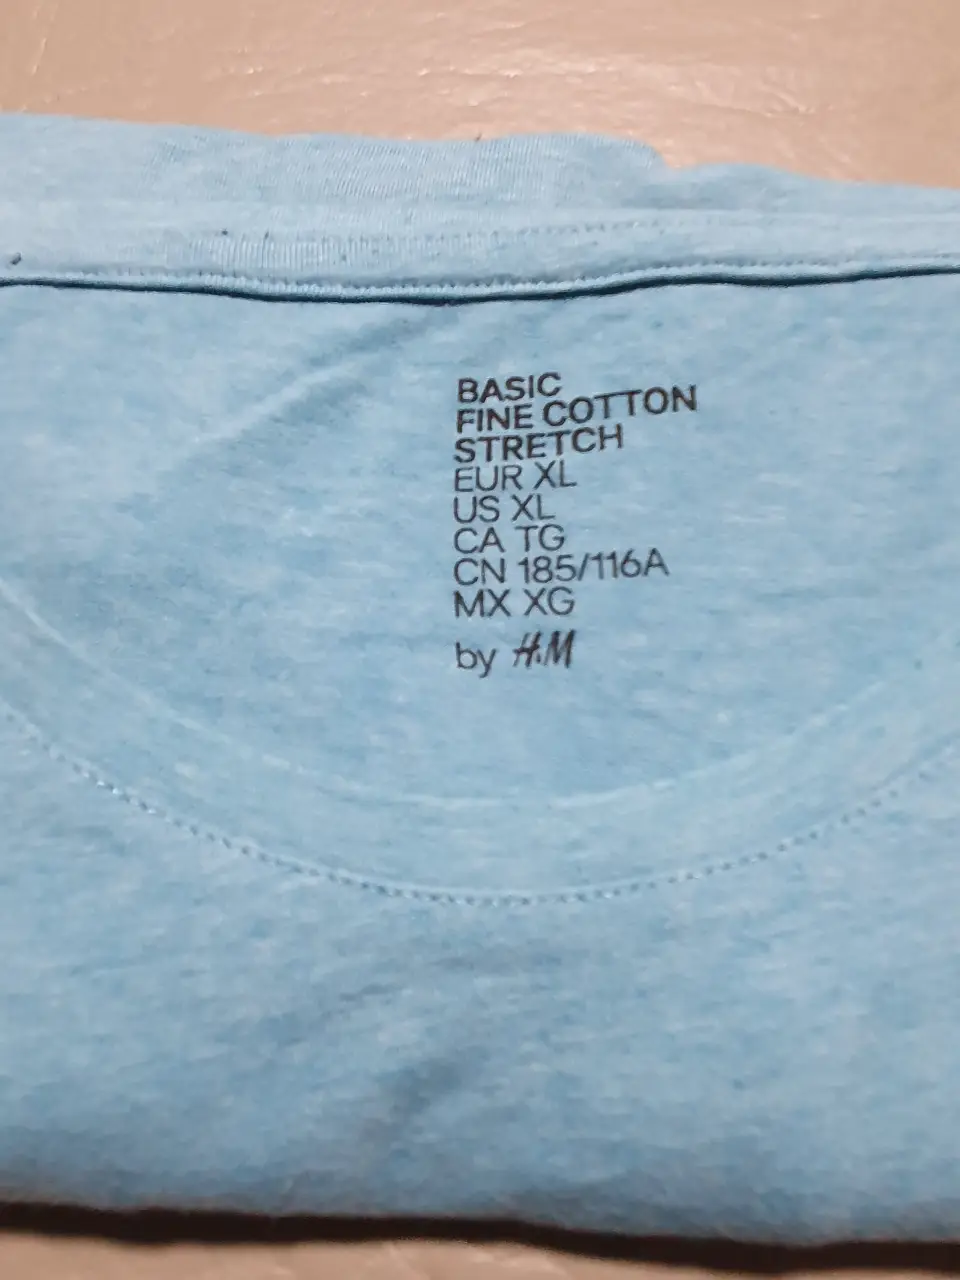 BASIC
FINE COTTON
STRETCH
EUR XL
US XL
CA TG
CN 185/116A
MX XG
by H&M